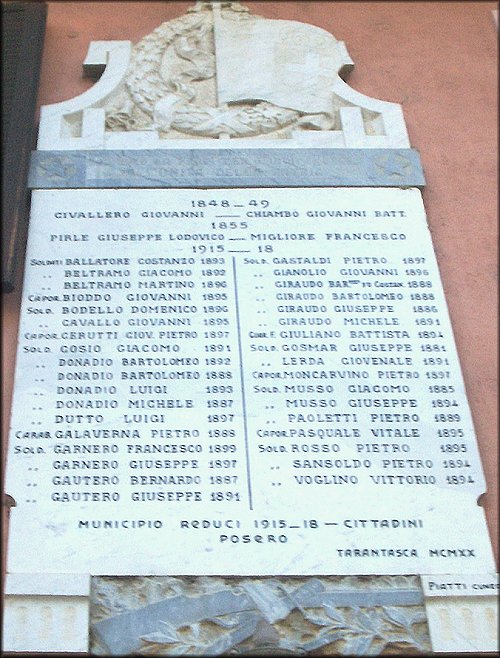 1848-49
CIVALLERO GIOVANNI — CHIAMBO GIOVANNI BATT.
1855
PIRLE GIUSEPPE LODOVICO — MIGLIORE FRANCESCO
1915 — 18
SOLDATI BALLATORE COSTANZO 1893
,, BELTRAMO GIACOMO 1892
,, BELTRAMO MARTINO 1896
CAPOR. BIODDO GIOVANNI 1895
SOLD. BODELLO DOMENICO 1896
,, CAVALLO GIOVANNI 1895
CAPOR. CERUTTI GIOV. PIETRO 1897
SOLD. GOSIO GIACOMO 1891
,, DONADIO BARTOLOMEO 1892
,, DONADIO BARTOLOMEO 1888
,, DONADIO LUIGI 1893
,, DONADIO MICHELE 1887
,, DUTTO LUIGI 1897
CARAB. GALAVERNA PIETRO 1888
SOLD. GARNERO FRANCESCO 1899
,, GARNERO GIUSEPPE 1897
,, GAUTERO BERNARDO 1887
,, GAUTERO GIUSEPPE 1891
SOLD. GASTALDI PIETRO 1897
,, GIANOLIO GIOVANNI 1896
,, GIRAUDO BAR.MEO FU COSTAN. 1888
,, GIRAUDO BARTOLOMEO 1888
,, GIRAUDO GIUSEPPE 1886
,, GIRAUDO MICHELE 1891
GIULIANO BATTISTA 1894
SOLD. GOSMAR GIUSEPPE 1881
,, LERDA GIOVENALE 1891
CAPOR. MONCARVINO PIETRO 1897
SOLD. MUSSO GIACOMO 1885
,, MUSSO GIUSEPPE 1894
,, PAOLETTI PIETRO 1889
CAPOR. PASQUALE VITALE 1895
SOLD. ROSSO PIETRO 1895
,, SANSOLDO PIETRO 1894
,, VOGLINO VITTORIO 1894
MUNICIPIO REDUCI 1915-18 — CITTADINI
POSERO
TARANTASCA MCMXX
PIATTI CUNEO